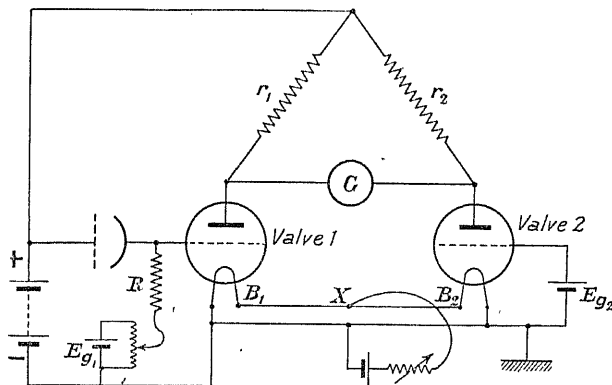 r₁
r₂
G
Valve 1
Valve 2
+
R
B₁
X
B₂
Eg₂
Eg₁
−